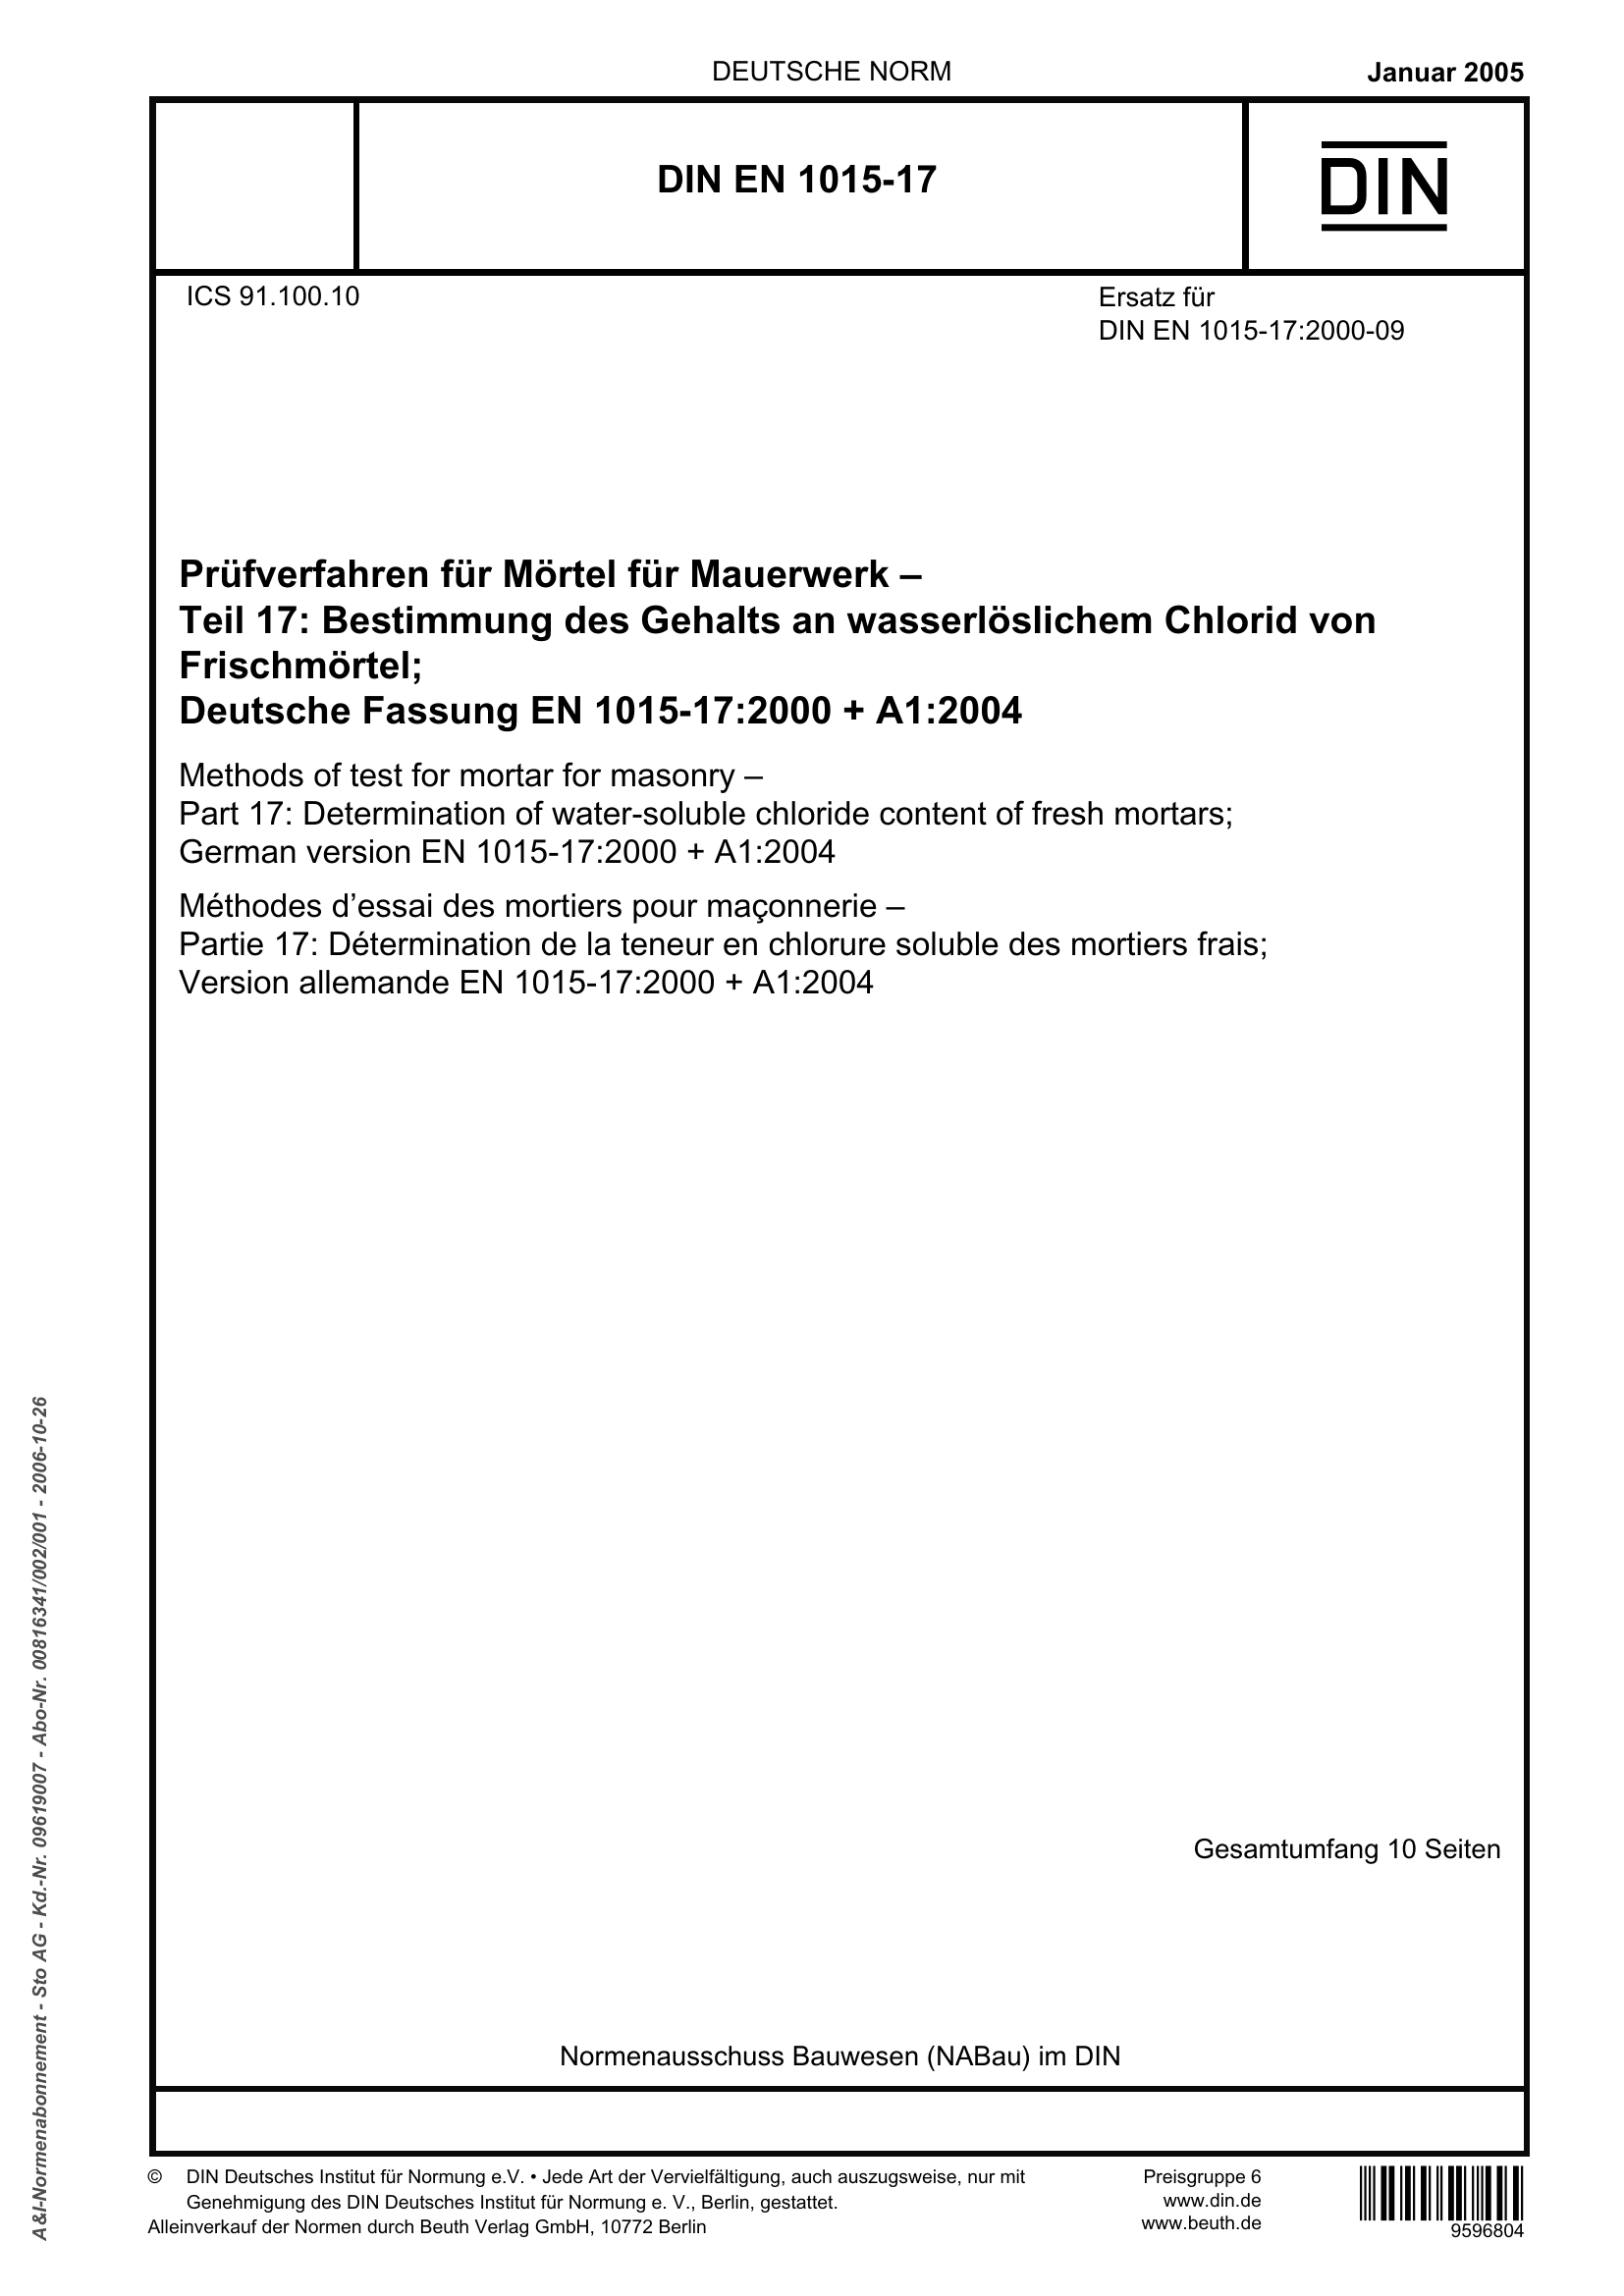 DEUTSCHE NORM
Januar 2005
DIN EN 1015-17
DIN
ICS 91.100.10
Ersatz für
DIN EN 1015-17:2000-09
Prüfverfahren für Mörtel für Mauerwerk –
Teil 17: Bestimmung des Gehalts an wasserlöslichem Chlorid von
Frischmörtel;
Deutsche Fassung EN 1015-17:2000 + A1:2004
Methods of test for mortar for masonry –
Part 17: Determination of water-soluble chloride content of fresh mortars;
German version EN 1015-17:2000 + A1:2004
Méthodes d’essai des mortiers pour maçonnerie –
Partie 17: Détermination de la teneur en chlorure soluble des mortiers frais;
Version allemande EN 1015-17:2000 + A1:2004
Gesamtumfang 10 Seiten
Normenausschuss Bauwesen (NABau) im DIN
© DIN Deutsches Institut für Normung e.V. • Jede Art der Vervielfältigung, auch auszugsweise, nur mit
Genehmigung des DIN Deutsches Institut für Normung e. V., Berlin, gestattet.
Alleinverkauf der Normen durch Beuth Verlag GmbH, 10772 Berlin
Preisgruppe 6
www.din.de
www.beuth.de
9596804
A&I-Normenabonnement - Sto AG - Kd.-Nr. 09619007 - Abo-Nr. 00816341/002/001 - 2006-10-26